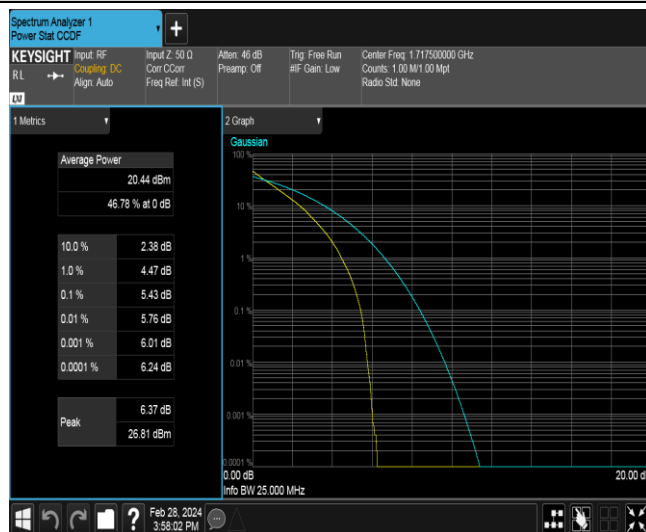 Spectrum Analyzer 1
Power Stat CCDF
+
KEYSIGHT
RL
LXI
Input: RF
Coupling: DC
Align: Auto
Input Z: 50 Ω
Corr CCorr
Freq Ref: Int (S)
Atten: 46 dB
Preamp: Off
Trig: Free Run
#IF Gain: Low
Center Freq: 1.717500000 GHz
Counts: 1.00 M/1.00 Mpt
Radio Std: None
1 Metrics
Average Power
20.44 dBm
46.78 % at 0 dB
10.0 % 2.38 dB
1.0 % 4.47 dB
0.1 % 5.43 dB
0.01 % 5.76 dB
0.001 % 6.01 dB
0.0001 % 6.24 dB
Peak
6.37 dB
26.81 dBm
2 Graph
Gaussian
100 %
10 %
1 %
0.1 %
0.01 %
0.001 %
0.0001 %
0.00 dB
20.00 d
Info BW 25.000 MHz
?
Feb 28, 2024
3:58:02 PM